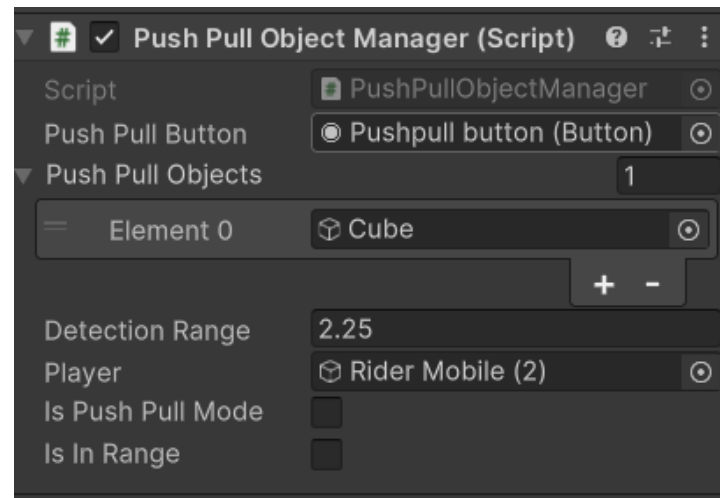 Push Pull Object Manager (Script)
Script PushPullObjectManager
Push Pull Button Pushpull button (Button)
Push Pull Objects 1
Element 0 Cube
+ -
Detection Range 2.25
Player Rider Mobile (2)
Is Push Pull Mode
Is In Range